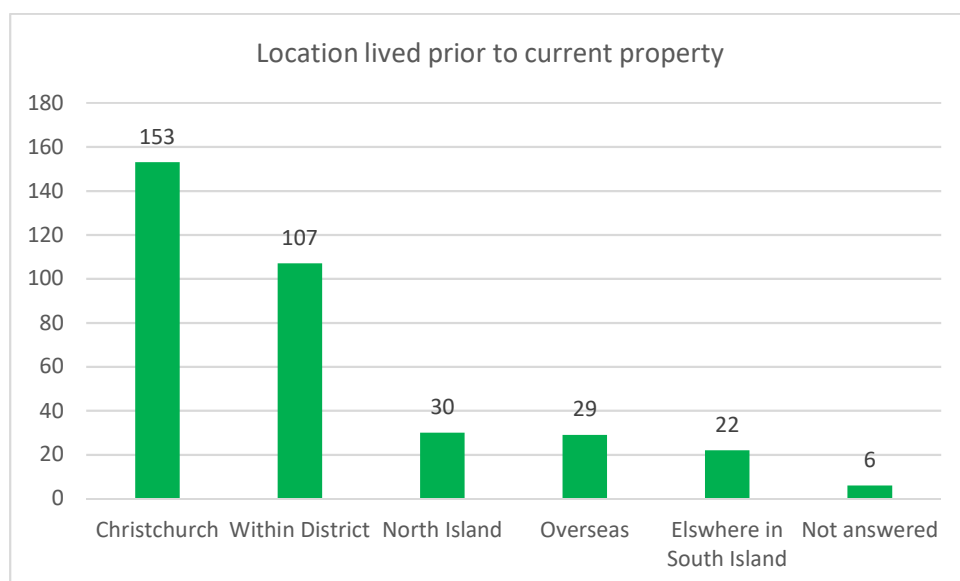 Location lived prior to current property
180
160
140
120
100
80
60
40
20
0
153
107
30
29
22
6
Christchurch
Within District
North Island
Overseas
Elswhere in
South Island
Not answered